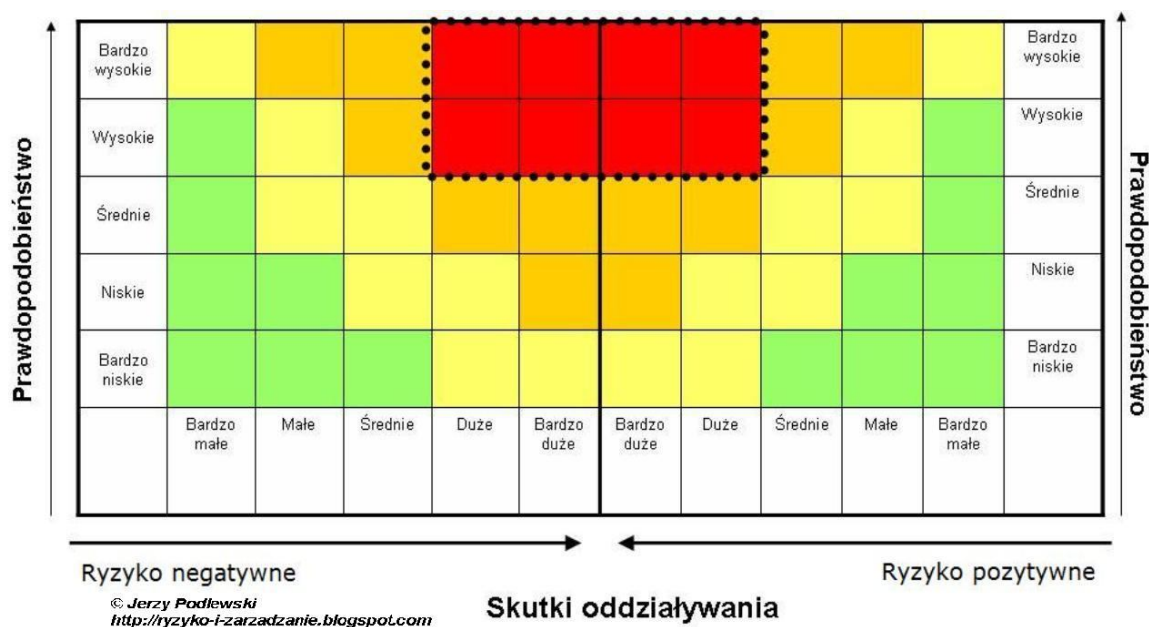 Prawdopodobieństwo
Bardzo
wysokie
Wysokie
Średnie
Niskie
Bardzo
niskie
Bardzo
małe
Małe
Średnie
Duże
Bardzo
duże
Bardzo
duże
Duże
Średnie
Małe
Bardzo
małe
Bardzo
wysokie
Wysokie
Średnie
Niskie
Bardzo
niskie
Prawdopodobieństwo
Ryzyko negatywne
Ryzyko pozytywne
Skutki oddziaływania
© Jerzy Podlewski
http://ryzyko-i-zarzadzanie.blogspot.com